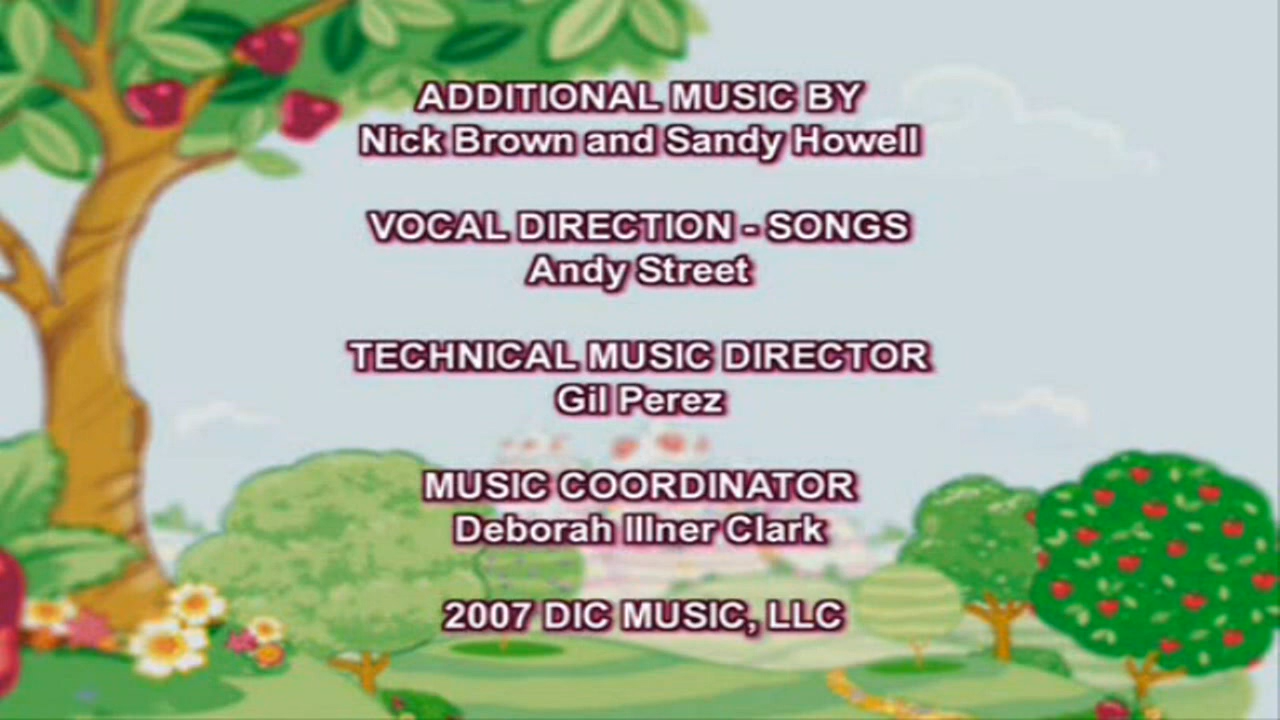 ADDITIONAL MUSIC BY
Nick Brown and Sandy Howell
VOCAL DIRECTION - SONGS
Andy Street
TECHNICAL MUSIC DIRECTOR
Gil Perez
MUSIC COORDINATOR
Deborah Illner Clark
2007 DIC MUSIC, LLC